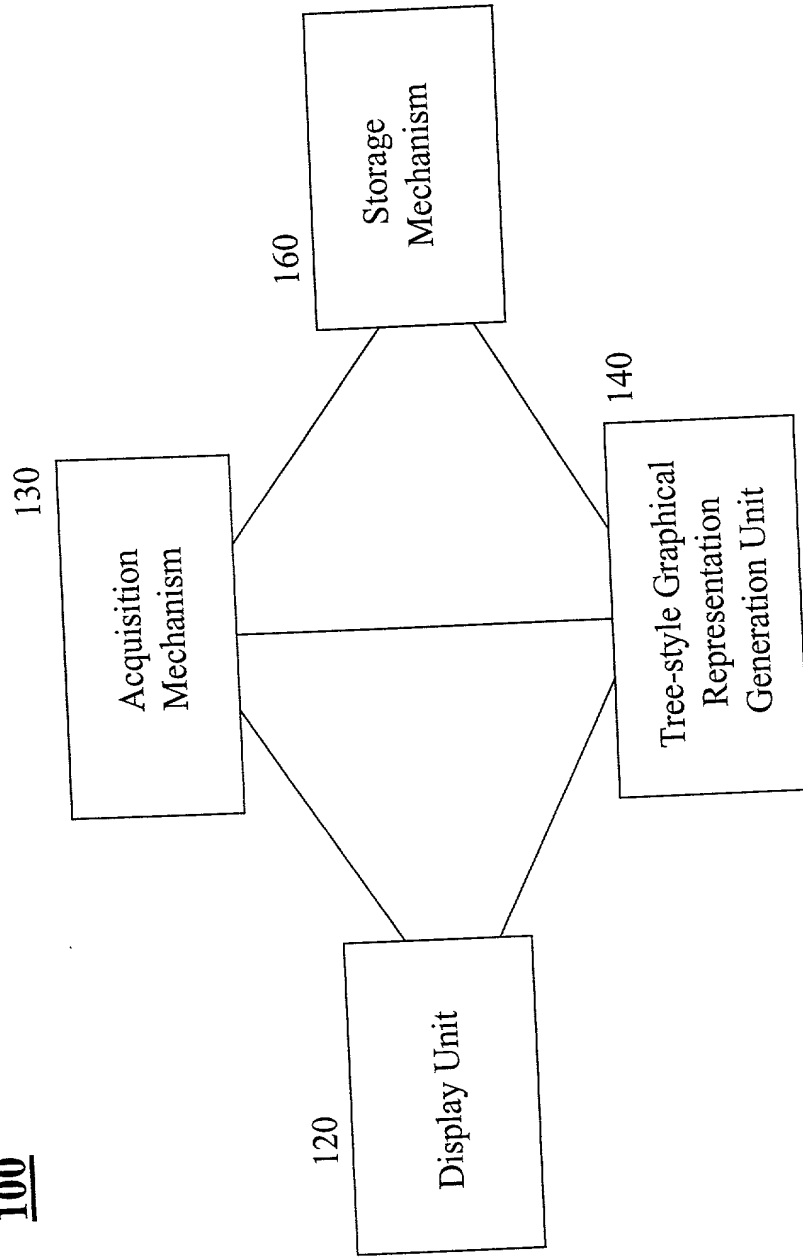 100
130
Acquisition
Mechanism
160
Storage
Mechanism
120
Display Unit
140
Tree-style Graphical
Representation
Generation Unit